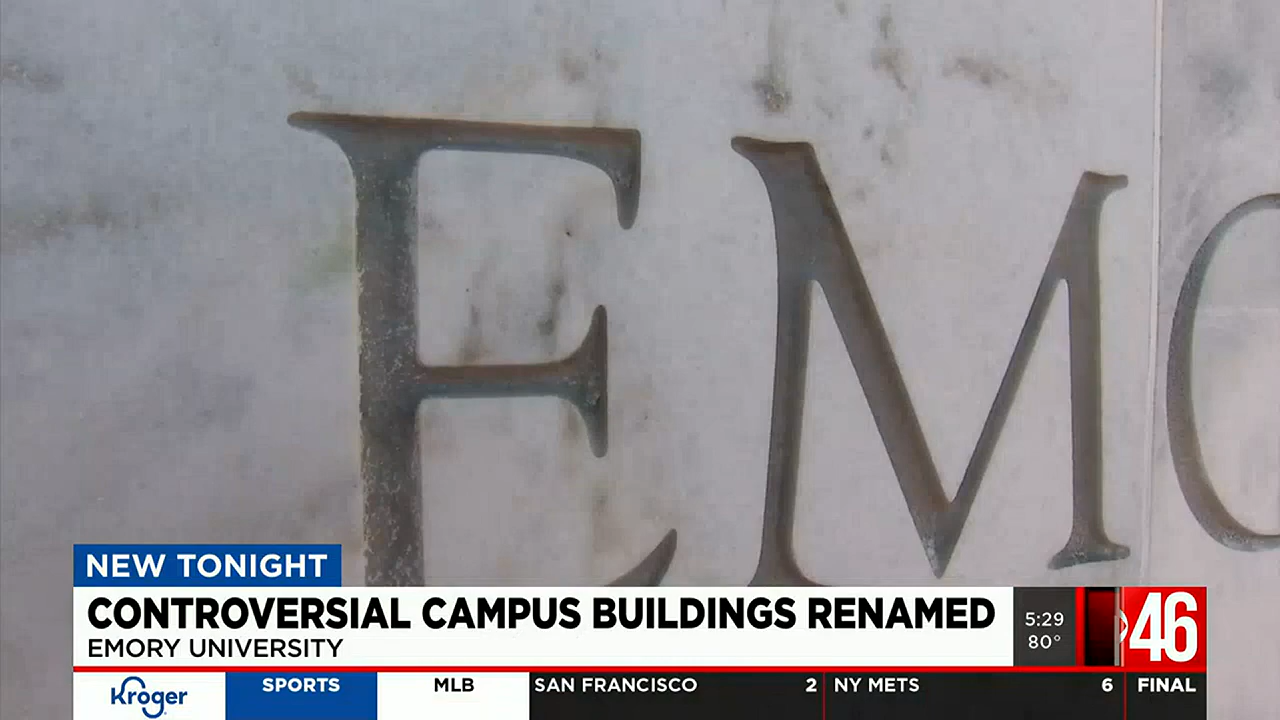 EMO
NEW TONIGHT
CONTROVERSIAL CAMPUS BUILDINGS RENAMED
EMORY UNIVERSITY
5:29
80°
46
Kroger
SPORTS
MLB
SAN FRANCISCO 2
NY METS 6
FINAL